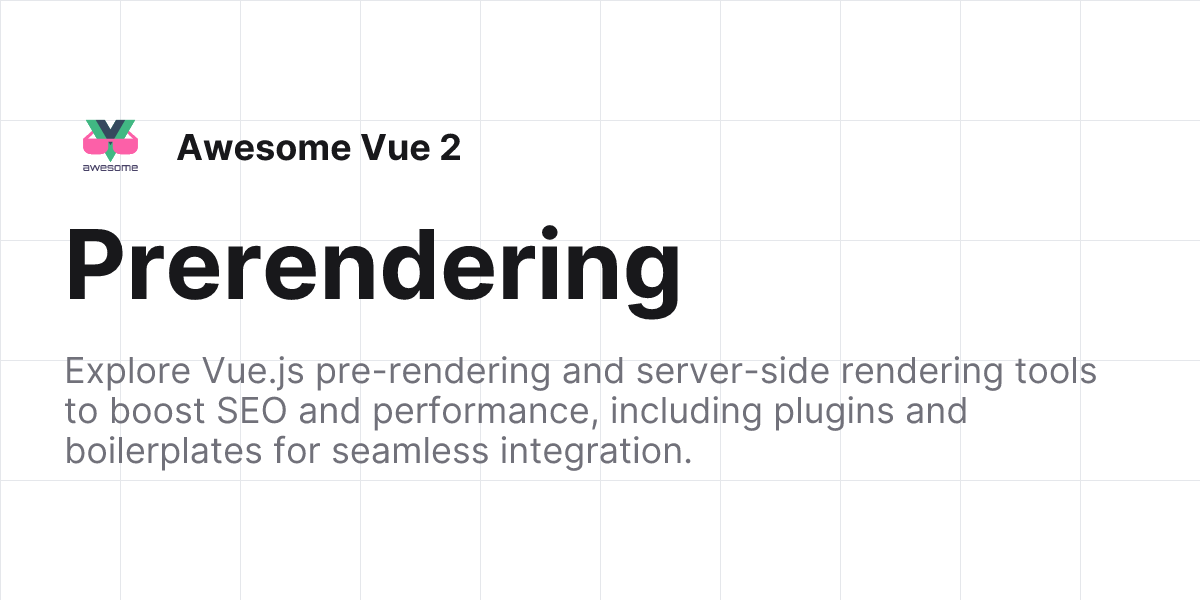 awesome
Awesome Vue 2
Prerendering
Explore Vue.js pre-rendering and server-side rendering tools
to boost SEO and performance, including plugins and
boilerplates for seamless integration.